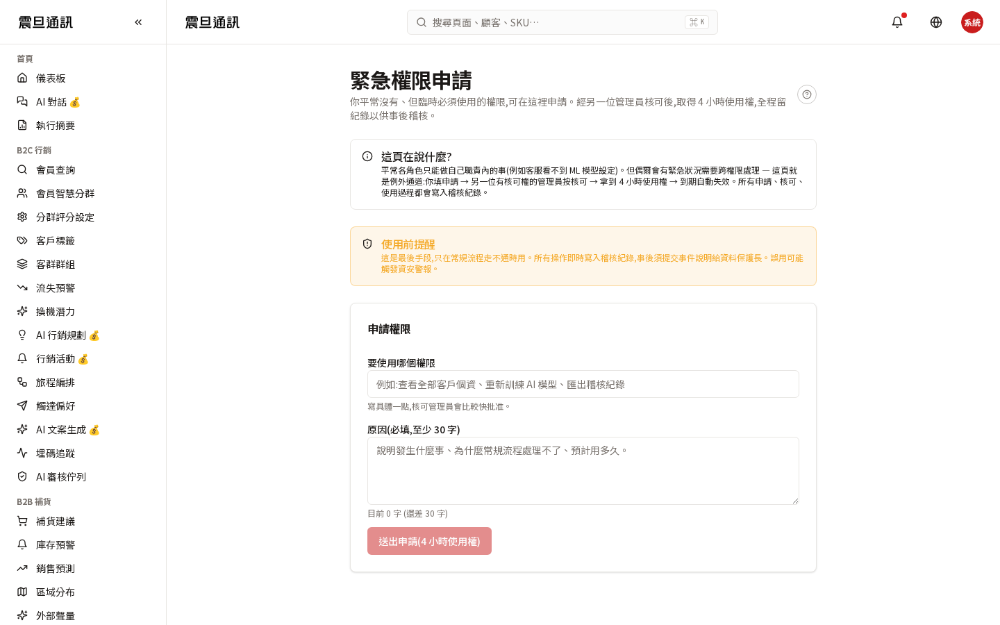 震旦通訊
首頁
儀表板
AI 對話 💰
執行摘要
B2C 行銷
會員查詢
會員智慧分群
分群評分設定
客戶標籤
客群群組
流失預警
換機潛力
AI 行銷規劃 💰
行銷活動 💰
旅程編排
觸達偏好
AI 文案生成 💰
埋碼追蹤
AI 審核佇列
B2B 補貨
補貨建議
庫存預警
銷售預測
區域分布
外部聲量
震旦通訊
搜尋頁面、顧客、SKU…
⌘ K
系統
緊急權限申請
你平常沒有、但臨時必須使用的權限,可在這裡申請。經另一位管理員核可後,取得 4 小時使用權,全程留
紀錄以供事後稽核。
這頁在說什麼?
平常各角色只能做自己職責內的事(例如客服看不到 ML 模型設定)。但偶爾會有緊急狀況需要跨權限處理 — 這頁就
是例外通道:你填申請 → 另一位有核可權的管理員按核可 → 拿到 4 小時使用權 → 到期自動失效。所有申請、核可、
使用過程都會寫入稽核紀錄。
使用前提醒
這是最後手段,只在常規流程走不通時用。所有操作即時寫入稽核紀錄,事後須提交事件說明給資料保護長。誤用可能
觸發資安警報。
申請權限
要使用哪個權限
例如:查看全部客戶個資、重新訓練 AI 模型、匯出稽核紀錄
寫具體一點,核可管理員會比較快批准。
原因(必填,至少 30 字)
說明發生什麼事、為什麼常規流程處理不了、預計用多久。
目前 0 字 (還差 30 字)
送出申請(4 小時使用權)